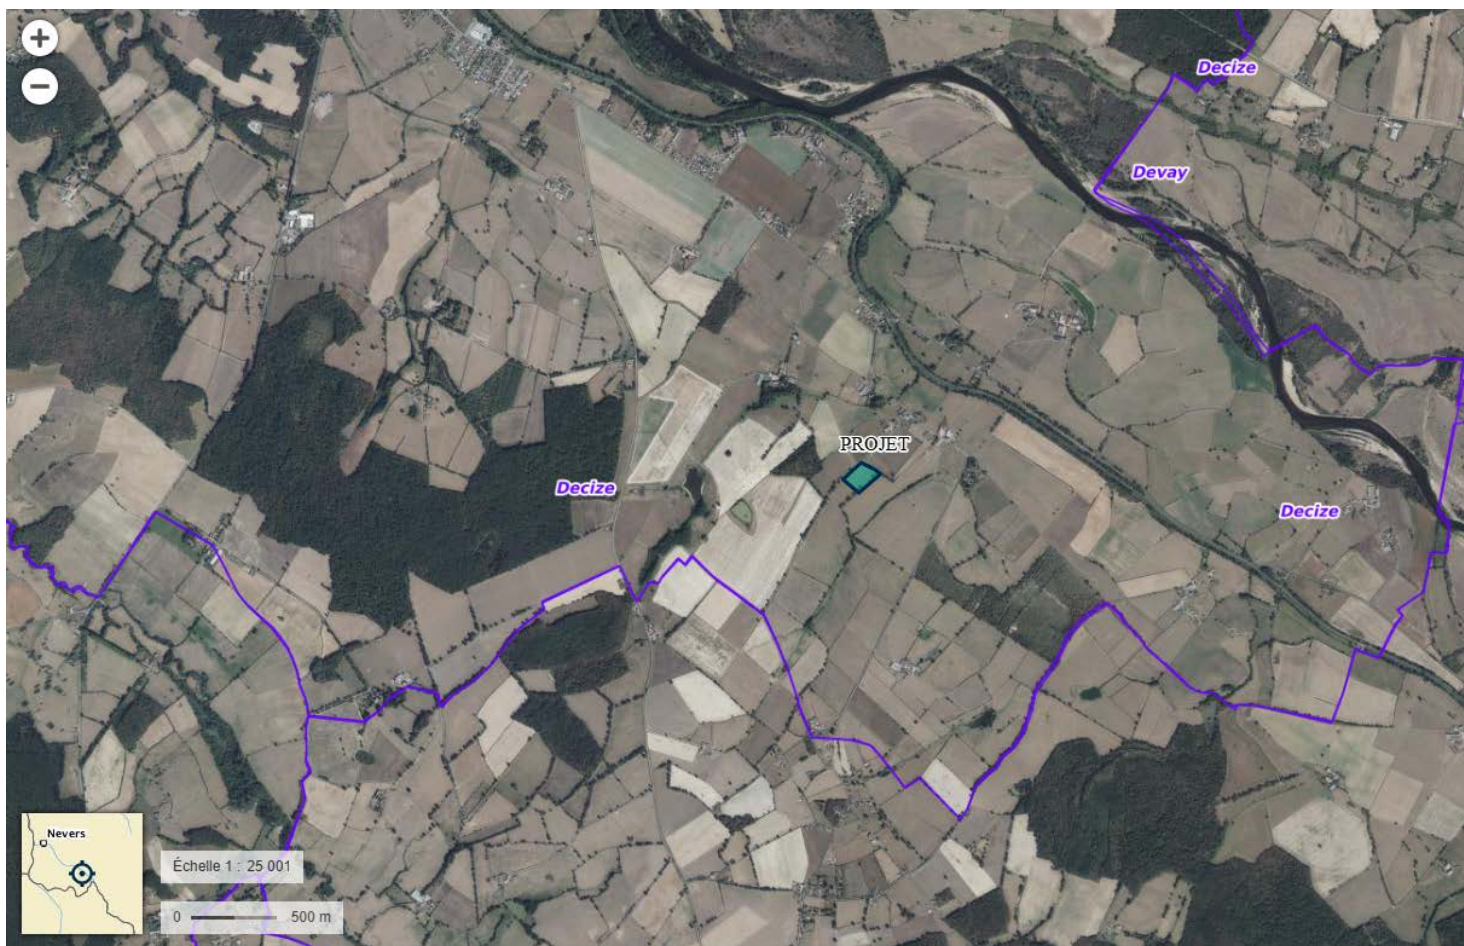 +
−
Decize
Devay
PROJET
Decize
Decize
Nevers
Échelle 1 : 25 001
0 500 m